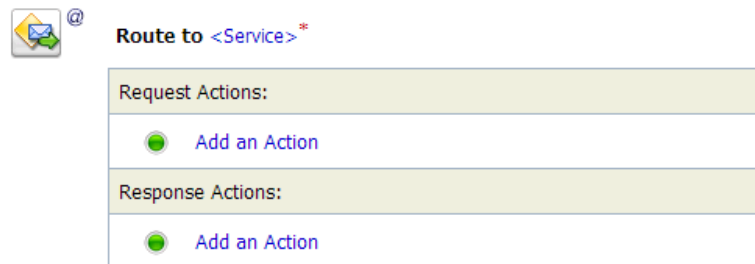 @
Route to <Service>*
Request Actions:
Add an Action
Response Actions:
Add an Action